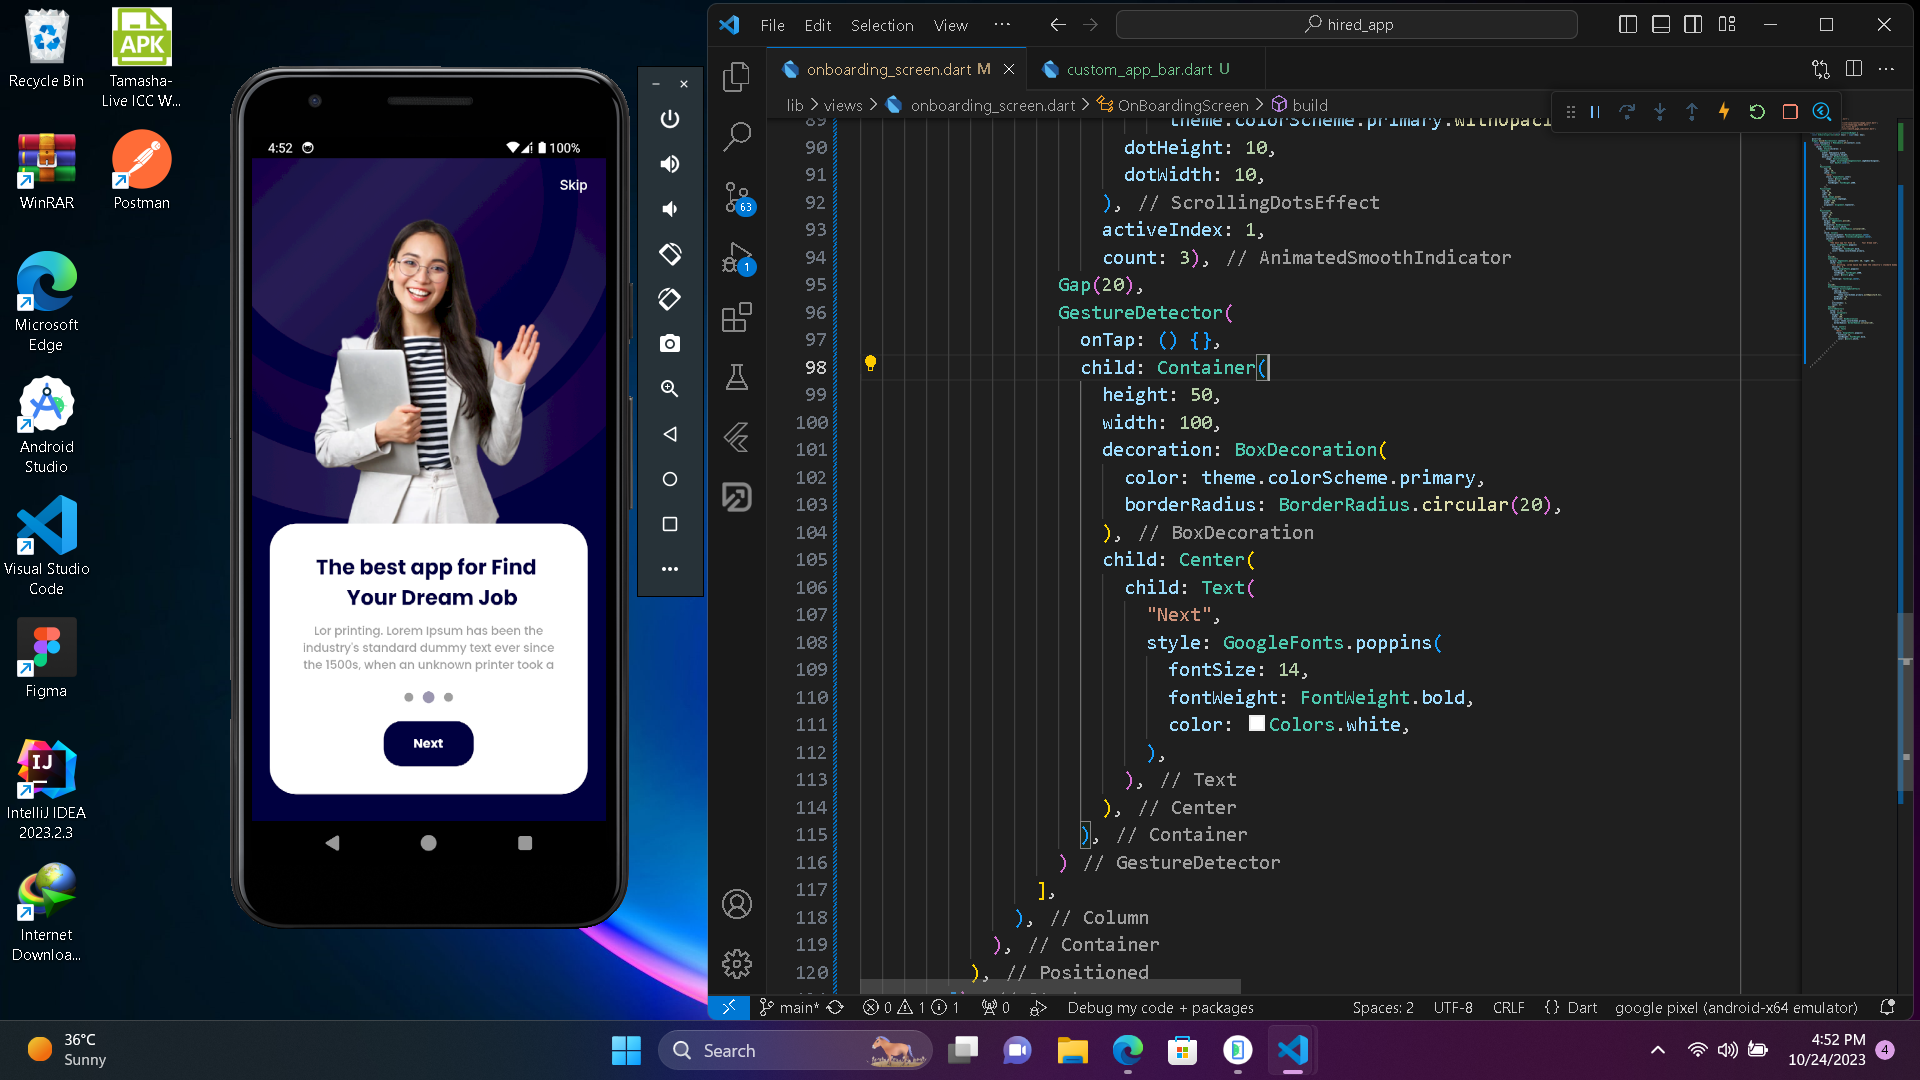 Recycle Bin
Tamasha-
Live ICC W...
APK
WinRAR
Postman
Microsoft
Edge
Android
Studio
Visual Studio
Code
Figma
IJ
IntelliJ IDEA
2023.2.3
Internet
Downloa...
4:52
100%
Skip
The best app for Find
Your Dream Job
Lor printing. Lorem Ipsum has been the
industry's standard dummy text ever since
the 1500s, when an unknown printer took a
Next
File Edit Selection View ...
hired_app
onboarding_screen.dart M
custom_app_bar.dart U
lib > views > onboarding_screen.dart > OnBoardingScreen > build
63
1
89 theme.colorScheme.primary.withOpaci
90 dotHeight: 10,
91 dotWidth: 10,
92 ), // ScrollingDotsEffect
93 activeIndex: 1,
94 count: 3), // AnimatedSmoothIndicator
95 Gap(20),
96 GestureDetector(
97 onTap: () {},
98 child: Container(
99 height: 50,
100 width: 100,
101 decoration: BoxDecoration(
102 color: theme.colorScheme.primary,
103 borderRadius: BorderRadius.circular(20),
104 ), // BoxDecoration
105 child: Center(
106 child: Text(
107 "Next",
108 style: GoogleFonts.poppins(
109 fontSize: 14,
110 fontWeight: FontWeight.bold,
111 color: Colors.white,
112 ),
113 ), // Text
114 ), // Center
115 ), // Container
116 ) // GestureDetector
117 ],
118 ), // Column
119 ), // Container
120 ), // Positioned
main* 0 1 1 0 Debug my code + packages Spaces: 2 UTF-8 CRLF {} Dart google pixel (android-x64 emulator)
36°C
Sunny
Search
4:52 PM
10/24/2023
4